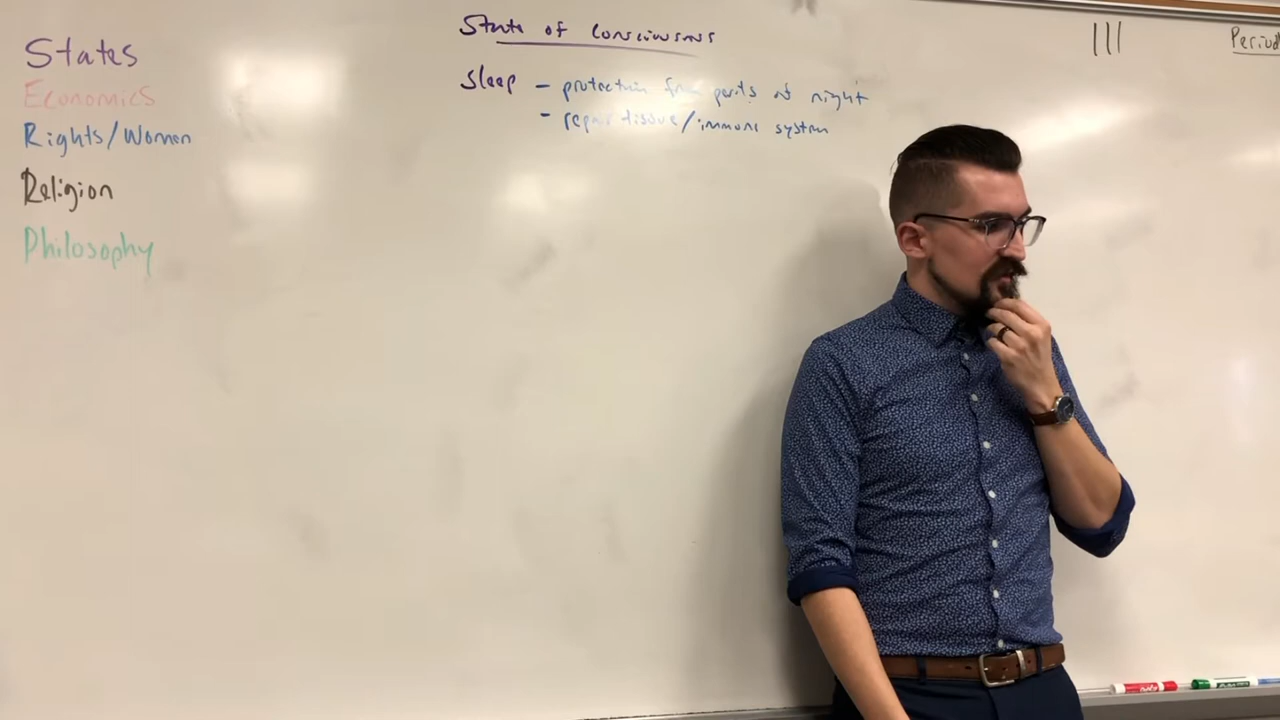 States
Economics
Rights/Women
Religion
Philosophy
State of Consciousness
Sleep - protection from perils of night
- repair tissue/immune system
III
Period